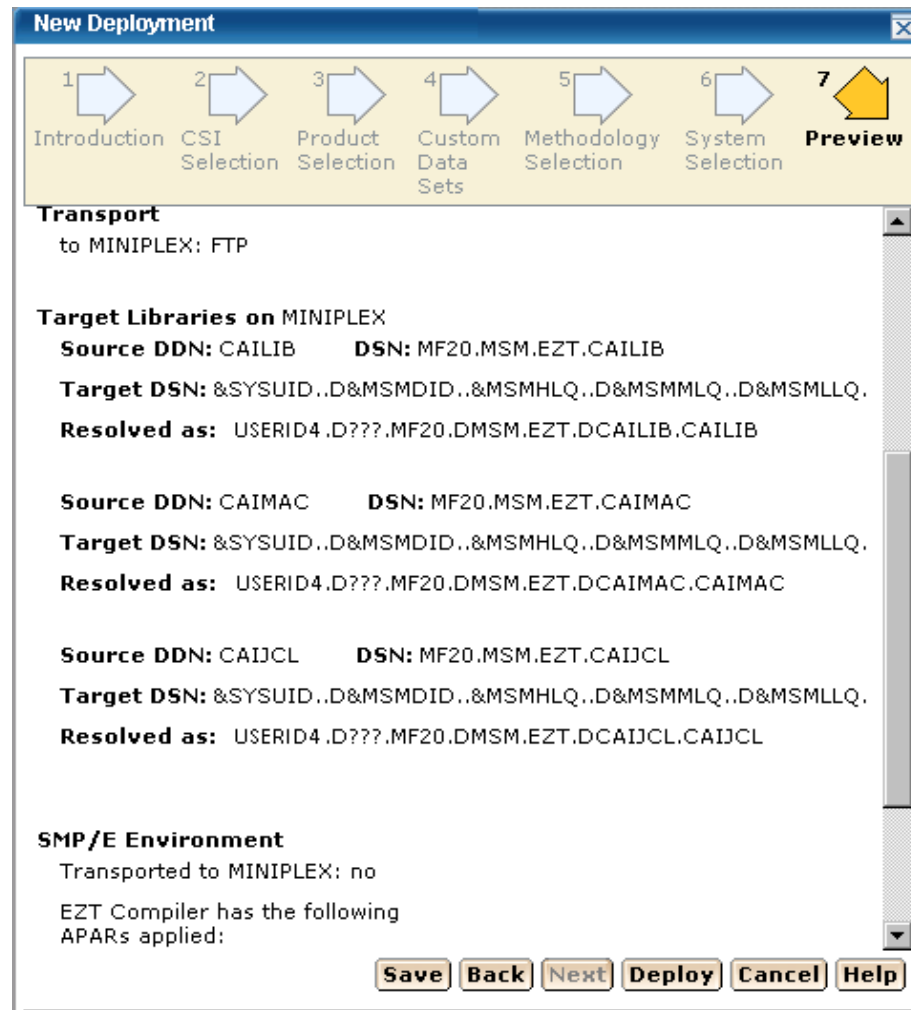 New Deployment
1 2 3 4 5 6 7
Introduction CSI Selection Product Selection Custom Data Sets Methodology Selection System Selection Preview
Transport
to MINIPLEX: FTP
Target Libraries on MINIPLEX
Source DDN: CAILIB DSN: MF20.MSM.EZT.CAILIB
Target DSN: &SYSUID..D&MSMDID..&MSMHLQ..D&MSMMLQ..D&MSMLLQ.
Resolved as: USERID4.D???.MF20.DMSM.EZT.DCAILIB.CAILIB
Source DDN: CAIMAC DSN: MF20.MSM.EZT.CAIMAC
Target DSN: &SYSUID..D&MSMDID..&MSMHLQ..D&MSMMLQ..D&MSMLLQ.
Resolved as: USERID4.D???.MF20.DMSM.EZT.DCAIMAC.CAIMAC
Source DDN: CAIJCL DSN: MF20.MSM.EZT.CAIJCL
Target DSN: &SYSUID..D&MSMDID..&MSMHLQ..D&MSMMLQ..D&MSMLLQ.
Resolved as: USERID4.D???.MF20.DMSM.EZT.DCAIJCL.CAIJCL
SMP/E Environment
Transported to MINIPLEX: no
EZT Compiler has the following
APARs applied:
Save Back Next Deploy Cancel Help